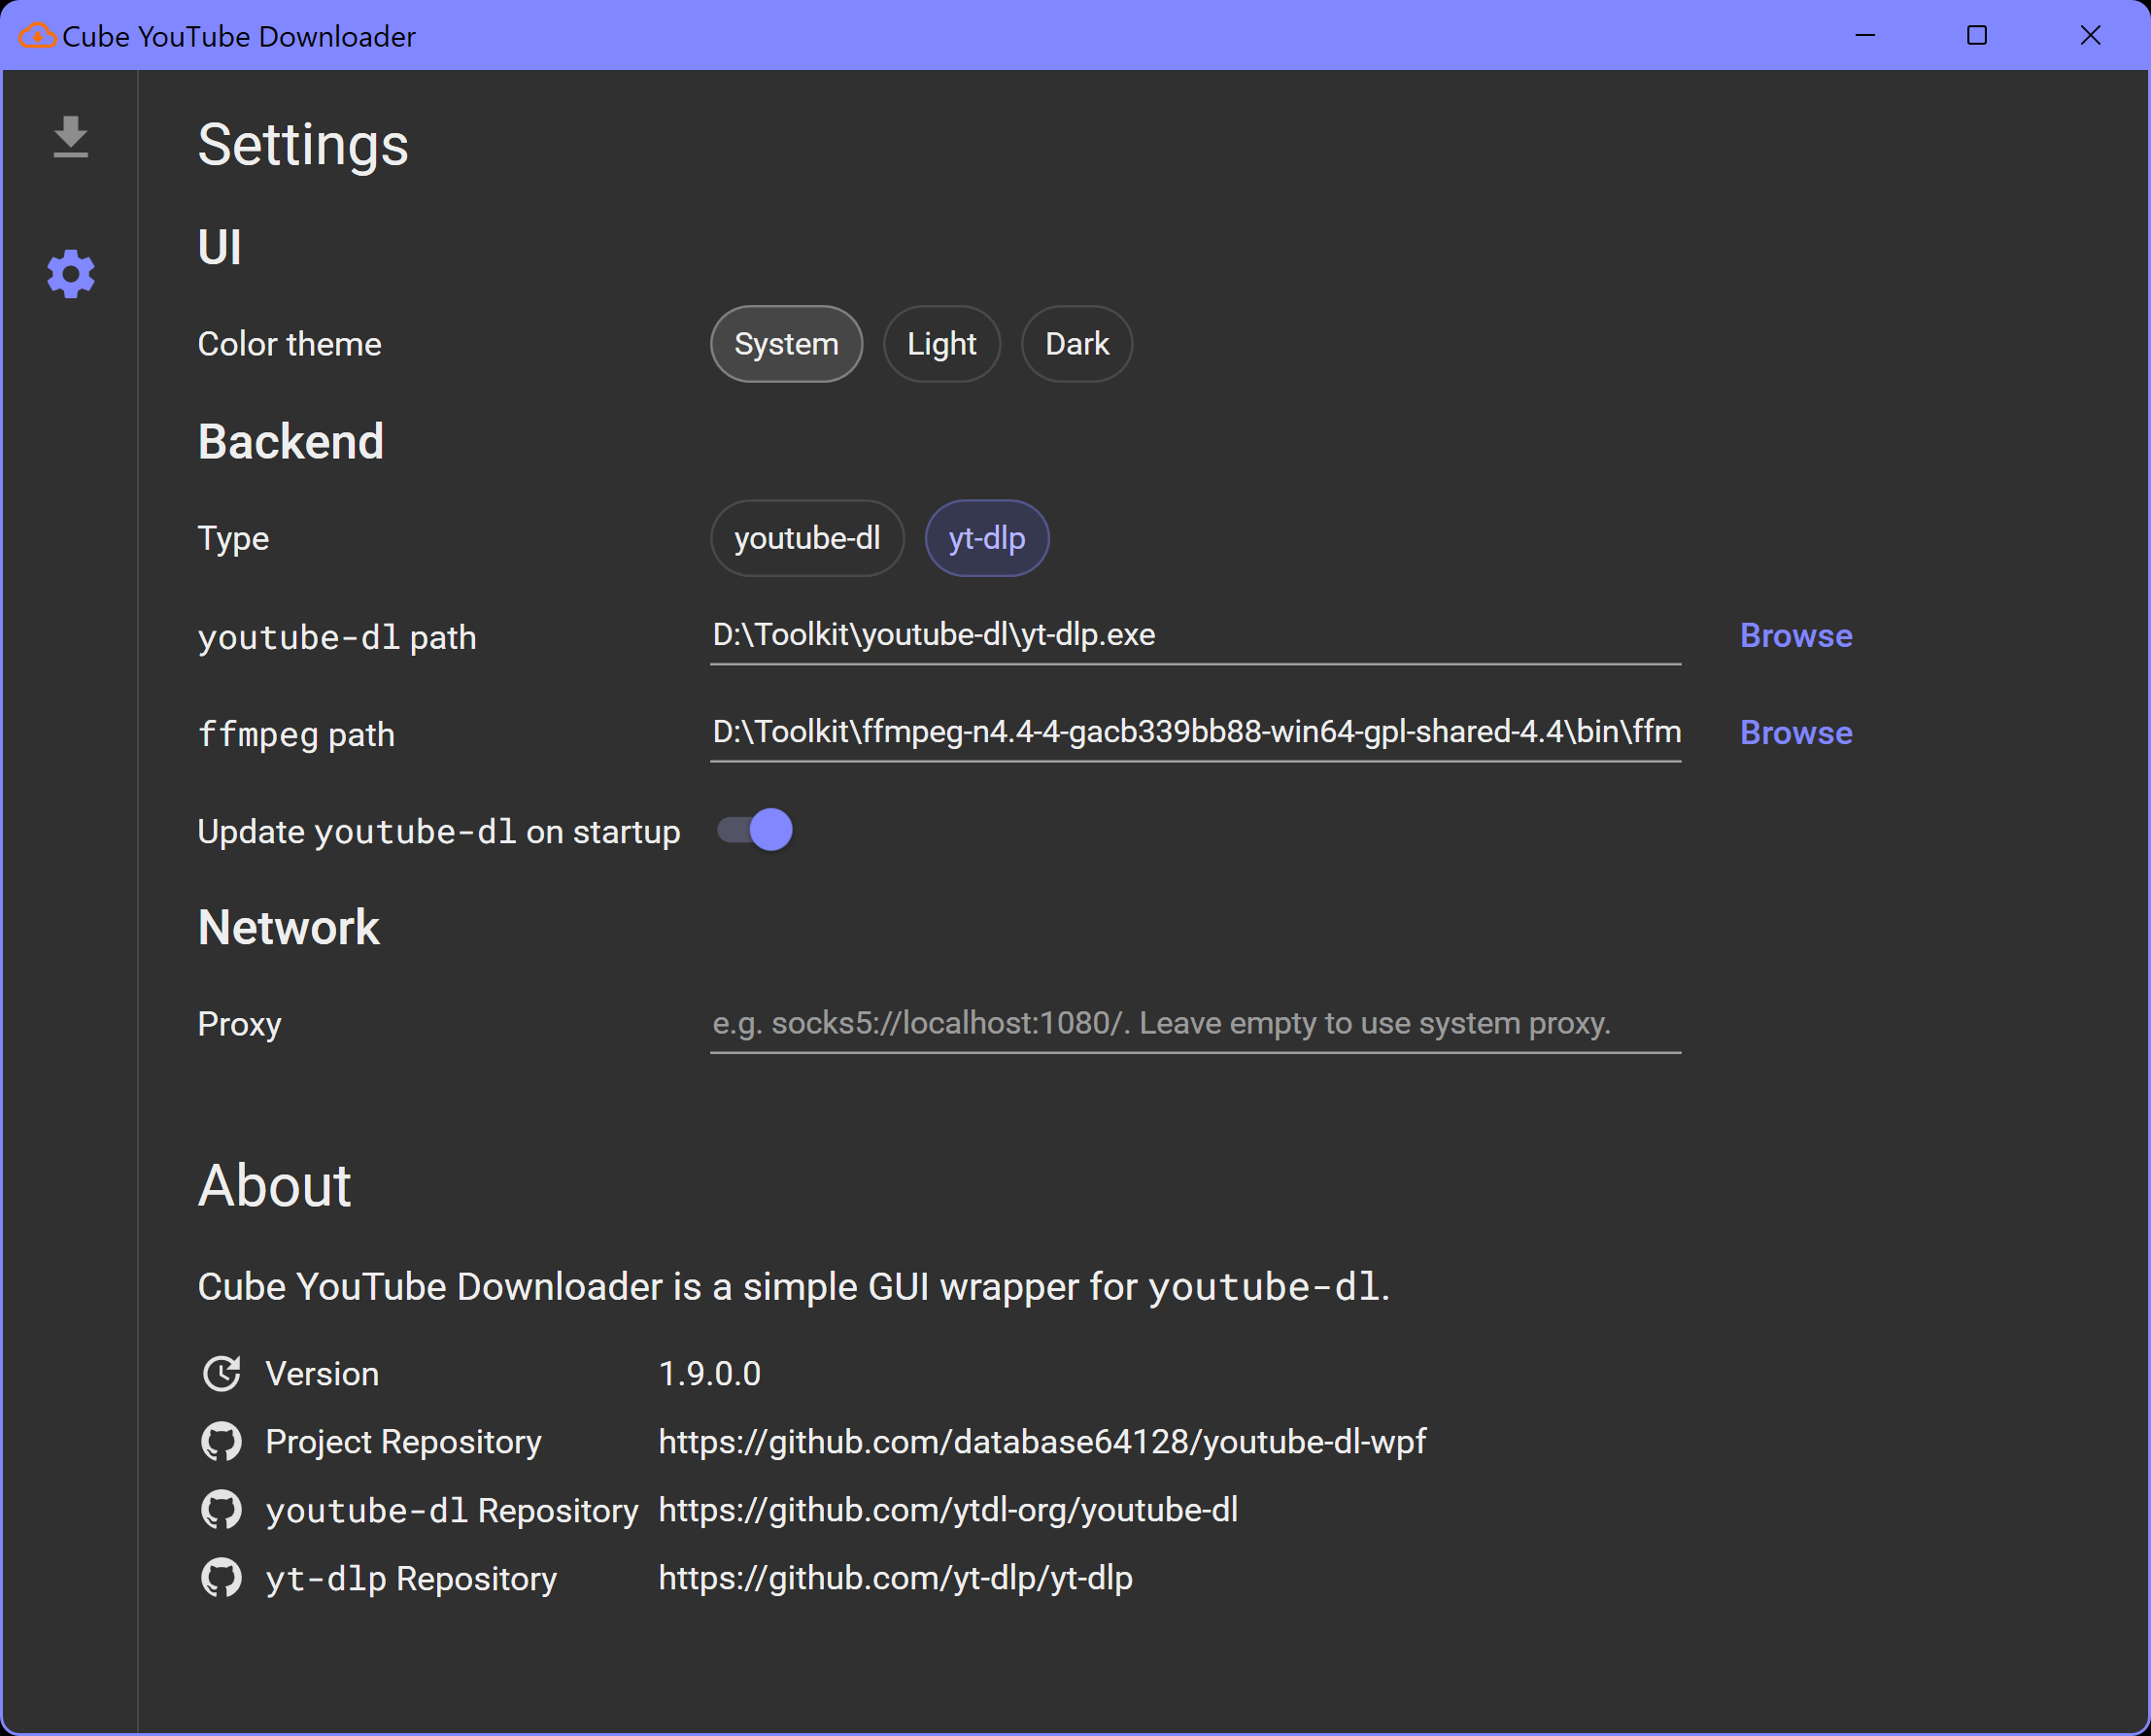 Cube YouTube Downloader
Settings
UI
Color theme System Light Dark
Backend
Type youtube-dl yt-dlp
youtube-dl path D:\Toolkit\youtube-dl\yt-dlp.exe Browse
ffmpeg path D:\Toolkit\ffmpeg-n4.4-4-gacb339bb88-win64-gpl-shared-4.4\bin\ffm Browse
Update youtube-dl on startup
Network
Proxy e.g. socks5://localhost:1080/. Leave empty to use system proxy.
About
Cube YouTube Downloader is a simple GUI wrapper for youtube-dl.
Version 1.9.0.0
Project Repository https://github.com/database64128/youtube-dl-wpf
youtube-dl Repository https://github.com/ytdl-org/youtube-dl
yt-dlp Repository https://github.com/yt-dlp/yt-dlp